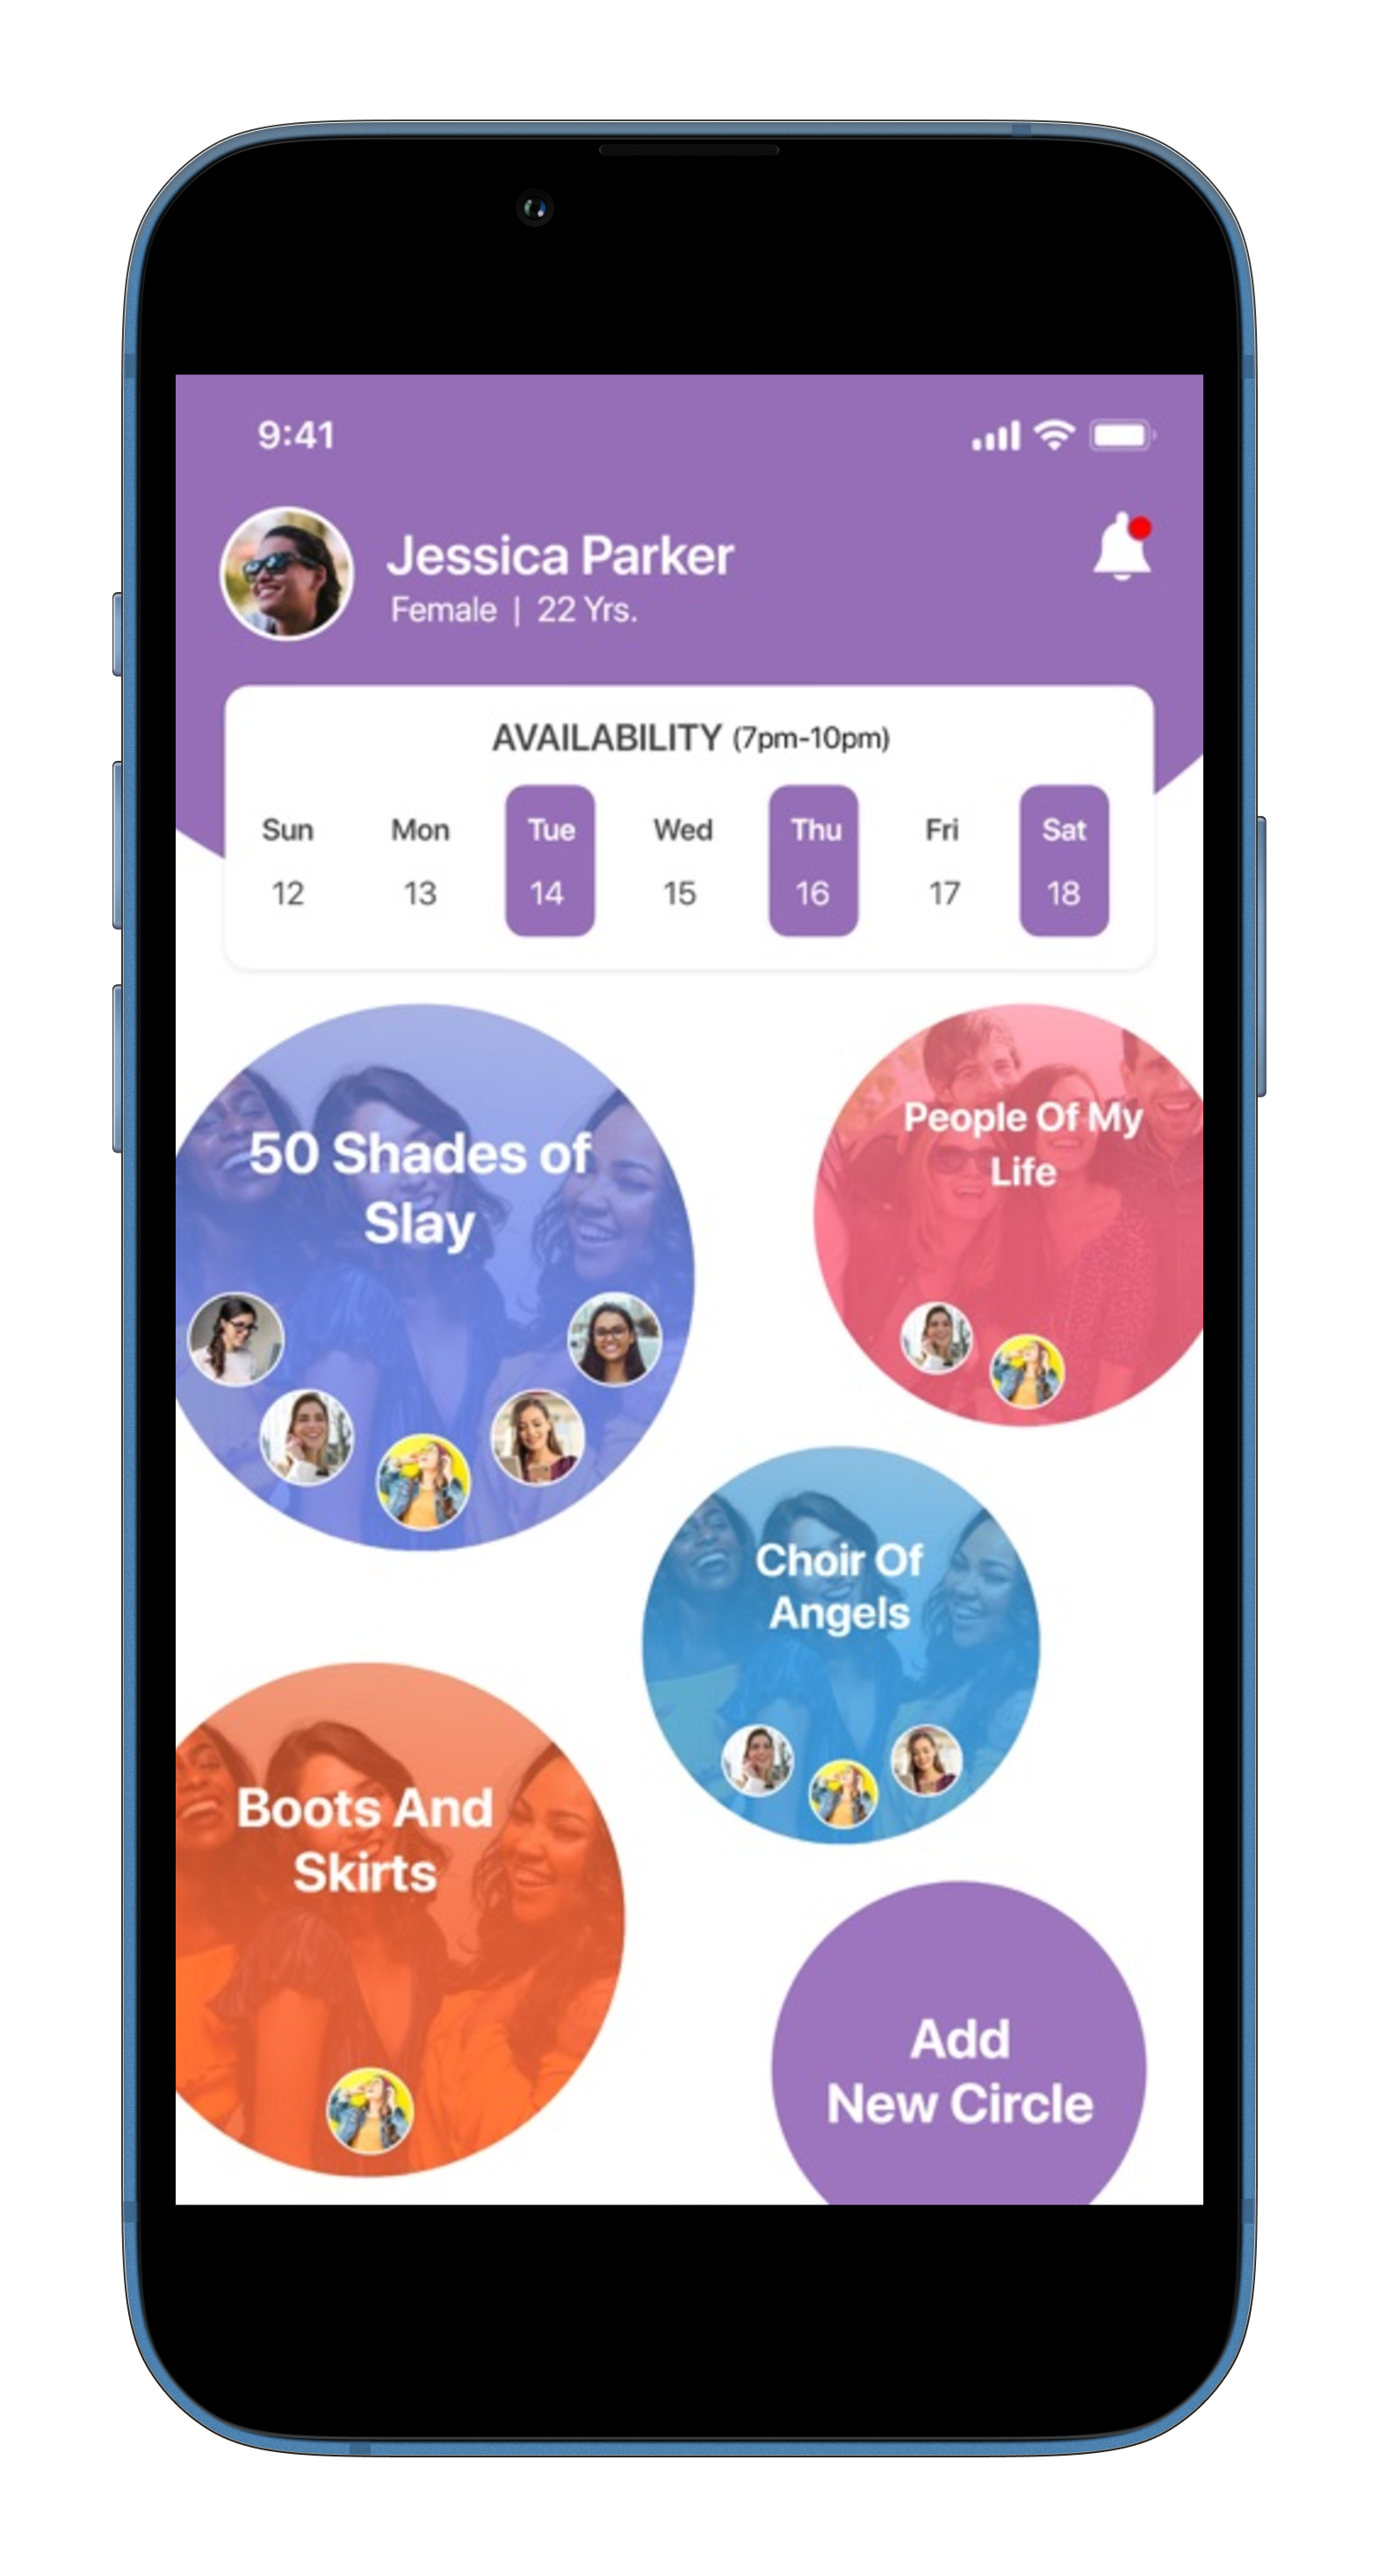 9:41
Jessica Parker
Female | 22 Yrs.
AVAILABILITY (7pm-10pm)
Sun Mon Tue Wed Thu Fri Sat
12 13 14 15 16 17 18
50 Shades of
Slay
People Of My
Life
Choir Of
Angels
Boots And
Skirts
Add
New Circle